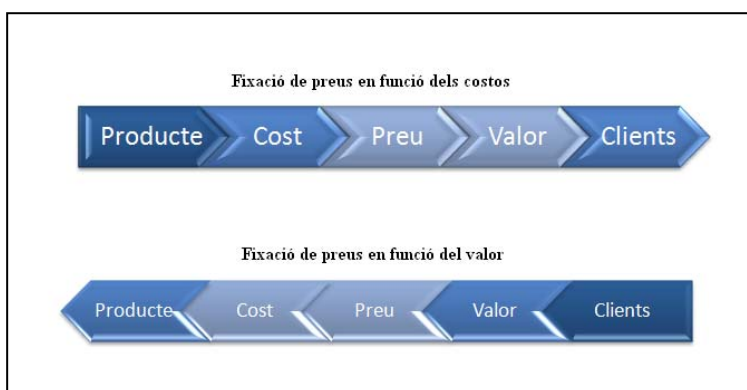 Fixació de preus en funció dels costos
Producte Cost Preu Valor Clients
Fixació de preus en funció del valor
Producte Cost Preu Valor Clients